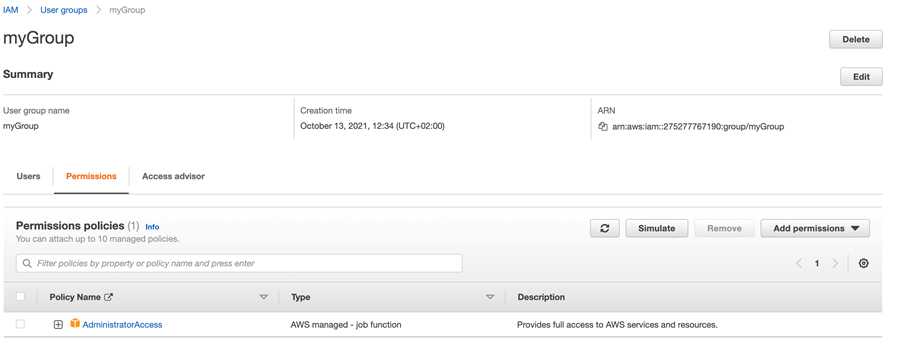 IAM > User groups > myGroup
myGroup
Delete
Summary
Edit
User group name
Creation time
ARN
myGroup
October 13, 2021, 12:34 (UTC+02:00)
arn:aws:iam::275277767190:group/myGroup
Users
Permissions
Access advisor
Permissions policies (1) Info
Simulate
Remove
Add permissions
You can attach up to 10 managed policies.
Filter policies by property or policy name and press enter
1
Policy Name
Type
Description
AdministratorAccess
AWS managed - job function
Provides full access to AWS services and resources.